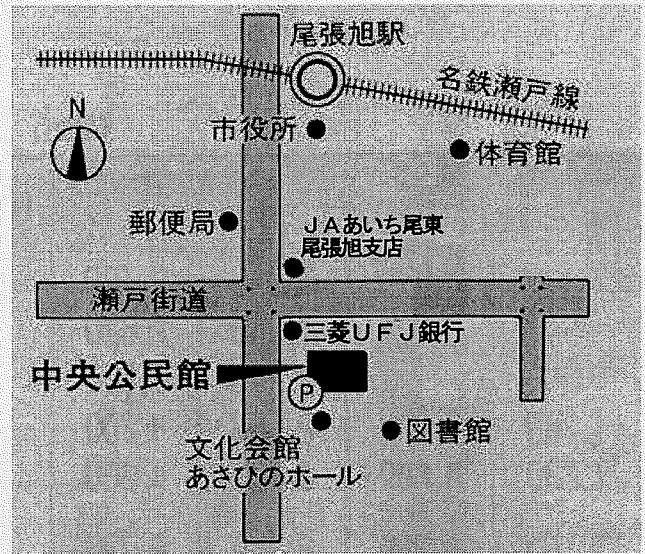 尾張旭駅
名鉄瀬戸線
N
市役所
体育館
郵便局
JAあいち尾東
尾張旭支店
瀬戸街道
三菱UFJ銀行
中央公民館
P
図書館
文化会館
あさひのホール